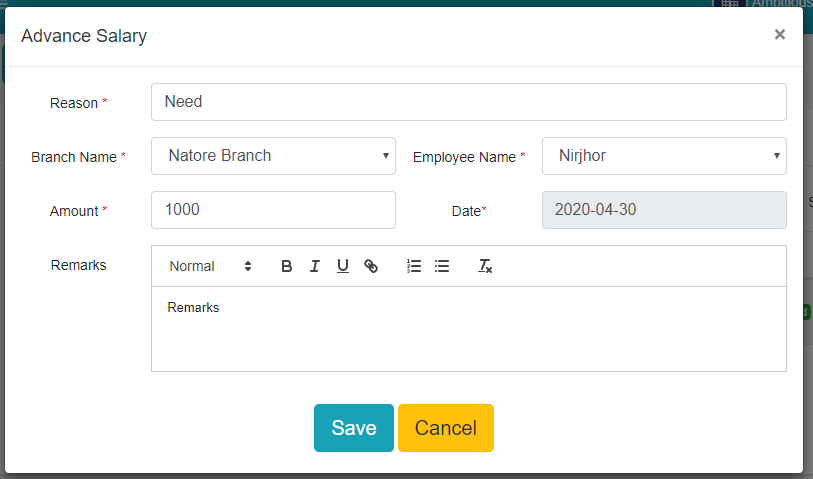 Ambitious
Advance Salary ×
Reason * Need
Branch Name * Natore Branch Employee Name * Nirjhor
Amount * 1000 Date* 2020-04-30
Remarks Normal B I U
Remarks
Save Cancel